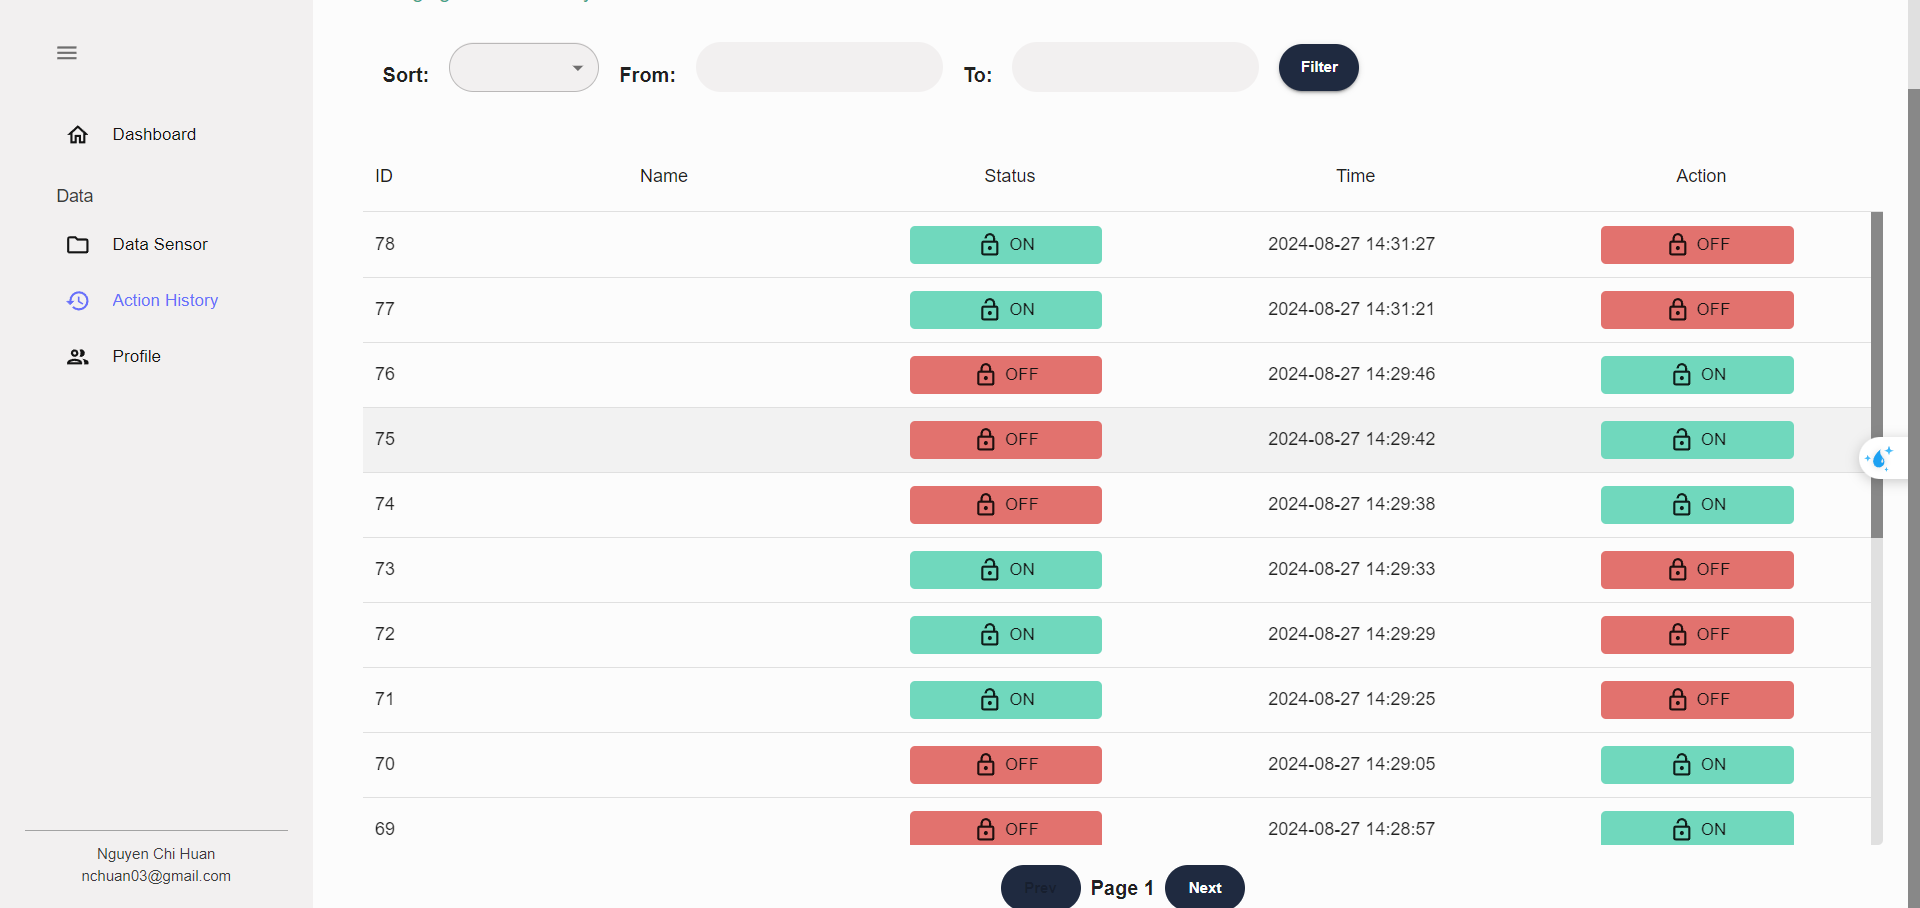 Dashboard
Data
Data Sensor
Action History
Profile
Nguyen Chi Huan
nchuan03@gmail.com
Sort: From: To: Filter
ID Name Status Time Action
78 ON 2024-08-27 14:31:27 OFF
77 ON 2024-08-27 14:31:21 OFF
76 OFF 2024-08-27 14:29:46 ON
75 OFF 2024-08-27 14:29:42 ON
74 OFF 2024-08-27 14:29:38 ON
73 ON 2024-08-27 14:29:33 OFF
72 ON 2024-08-27 14:29:29 OFF
71 ON 2024-08-27 14:29:25 OFF
70 OFF 2024-08-27 14:29:05 ON
69 OFF 2024-08-27 14:28:57 ON
Prev Page 1 Next